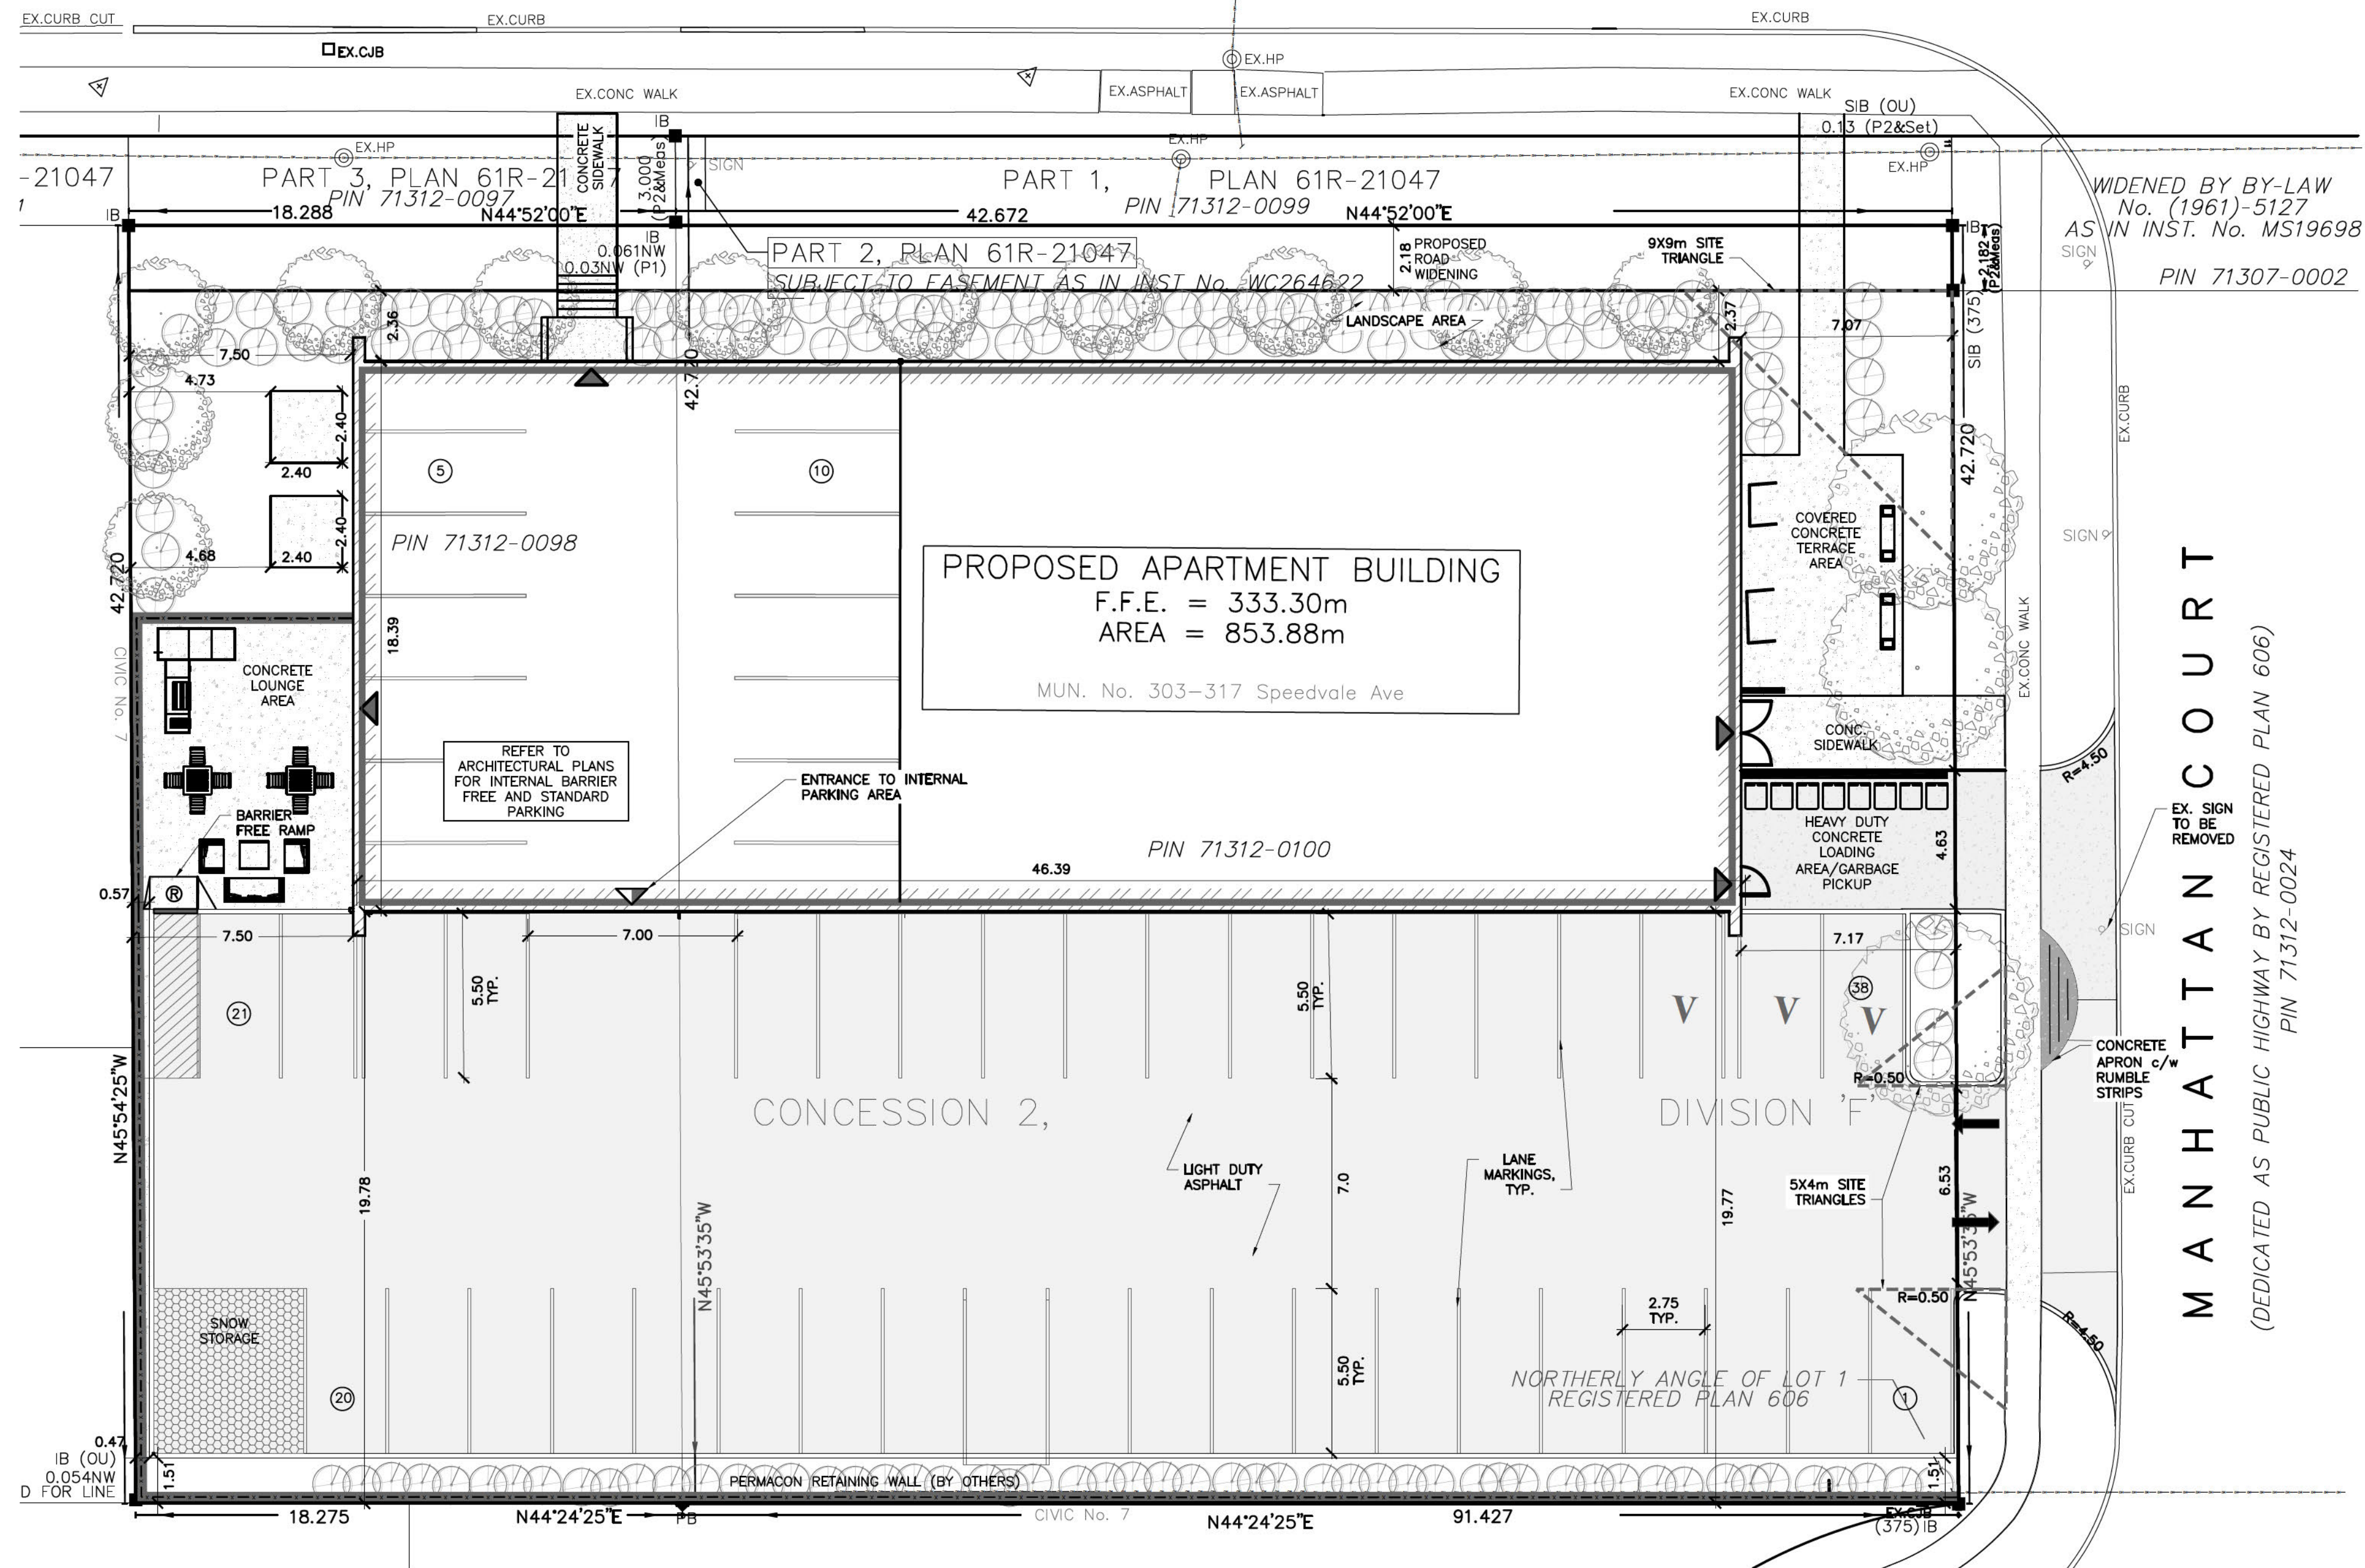 EX.CURB CUT
EX.CURB
EX.CURB
EX.CJB
EX.HP
EX.CONC WALK
EX.ASPHALT
EX.ASPHALT
EX.CONC WALK
SIB (OU)
0.13 (P2&Set)
CONCRETE
SIDEWALK
IB
3.000
(P2&Meas)
SIGN
EX.HP
EX.HP
EX.HP
-21047
PART 3, PLAN 61R-21
7
PIN 71312-0097
PART 1, PLAN 61R-21047
PIN 71312-0099
WIDENED BY BY-LAW
No. (1961)-5127
AS IN INST. No. MS19698
SIGN
PIN 71307-0002
IB
18.288
N44°52'00"E
42.672
N44°52'00"E
IB
2.182
(P2&Meas)
IB
0.061NW
0.03NW (P1)
PART 2, PLAN 61R-21047
SUBJECT TO EASEMENT AS IN INST No. WC264622
2.18
PROPOSED
ROAD
WIDENING
9X9m SITE
TRIANGLE
LANDSCAPE AREA
2.36
2.37
7.07
SIB (375)
7.50
4.73
2.40
2.40
42.720
42.720
EX.CURB
5
10
PIN 71312-0098
4.68
2.40
2.40
42.720
18.39
PROPOSED APARTMENT BUILDING
F.F.E. = 333.30m
AREA = 853.88m
MUN. No. 303-317 Speedvale Ave
COVERED
CONCRETE
TERRACE
AREA
SIGN
EX.CONC WALK
MANHATTAN COURT
(DEDICATED AS PUBLIC HIGHWAY BY REGISTERED PLAN 606)
PIN 71312-0024
CIVIC No. 7
CONCRETE
LOUNGE
AREA
CONC.
SIDEWALK
R=4.50
REFER TO
ARCHITECTURAL PLANS
FOR INTERNAL BARRIER
FREE AND STANDARD
PARKING
ENTRANCE TO INTERNAL
PARKING AREA
BARRIER
FREE RAMP
HEAVY DUTY
CONCRETE
LOADING
AREA/GARBAGE
PICKUP
4.63
EX. SIGN
TO BE
REMOVED
PIN 71312-0100
46.39
0.57
R
7.50
7.00
7.17
SIGN
5.50
TYP.
5.50
TYP.
21
V
V
V
38
R=0.50
CONCRETE
APRON c/w
RUMBLE
STRIPS
EX.CURB CUT
N45°54'25"W
CONCESSION 2,
DIVISION 'F'
LIGHT DUTY
ASPHALT
LANE
MARKINGS,
TYP.
7.0
19.78
19.77
5X4m SITE
TRIANGLES
6.53
N45°53'35"W
N45°53'35"W
R=0.50
R=4.50
SNOW
STORAGE
2.75
TYP.
5.50
TYP.
20
NORTHERLY ANGLE OF LOT 1
REGISTERED PLAN 606
1
0.47
IB (OU)
0.054NW
D FOR LINE
1.51
PERMACON RETAINING WALL (BY OTHERS)
1.51
18.275
N44°24'25"E
PB
CIVIC No. 7
N44°24'25"E
91.427
EX.CJB
(375) IB